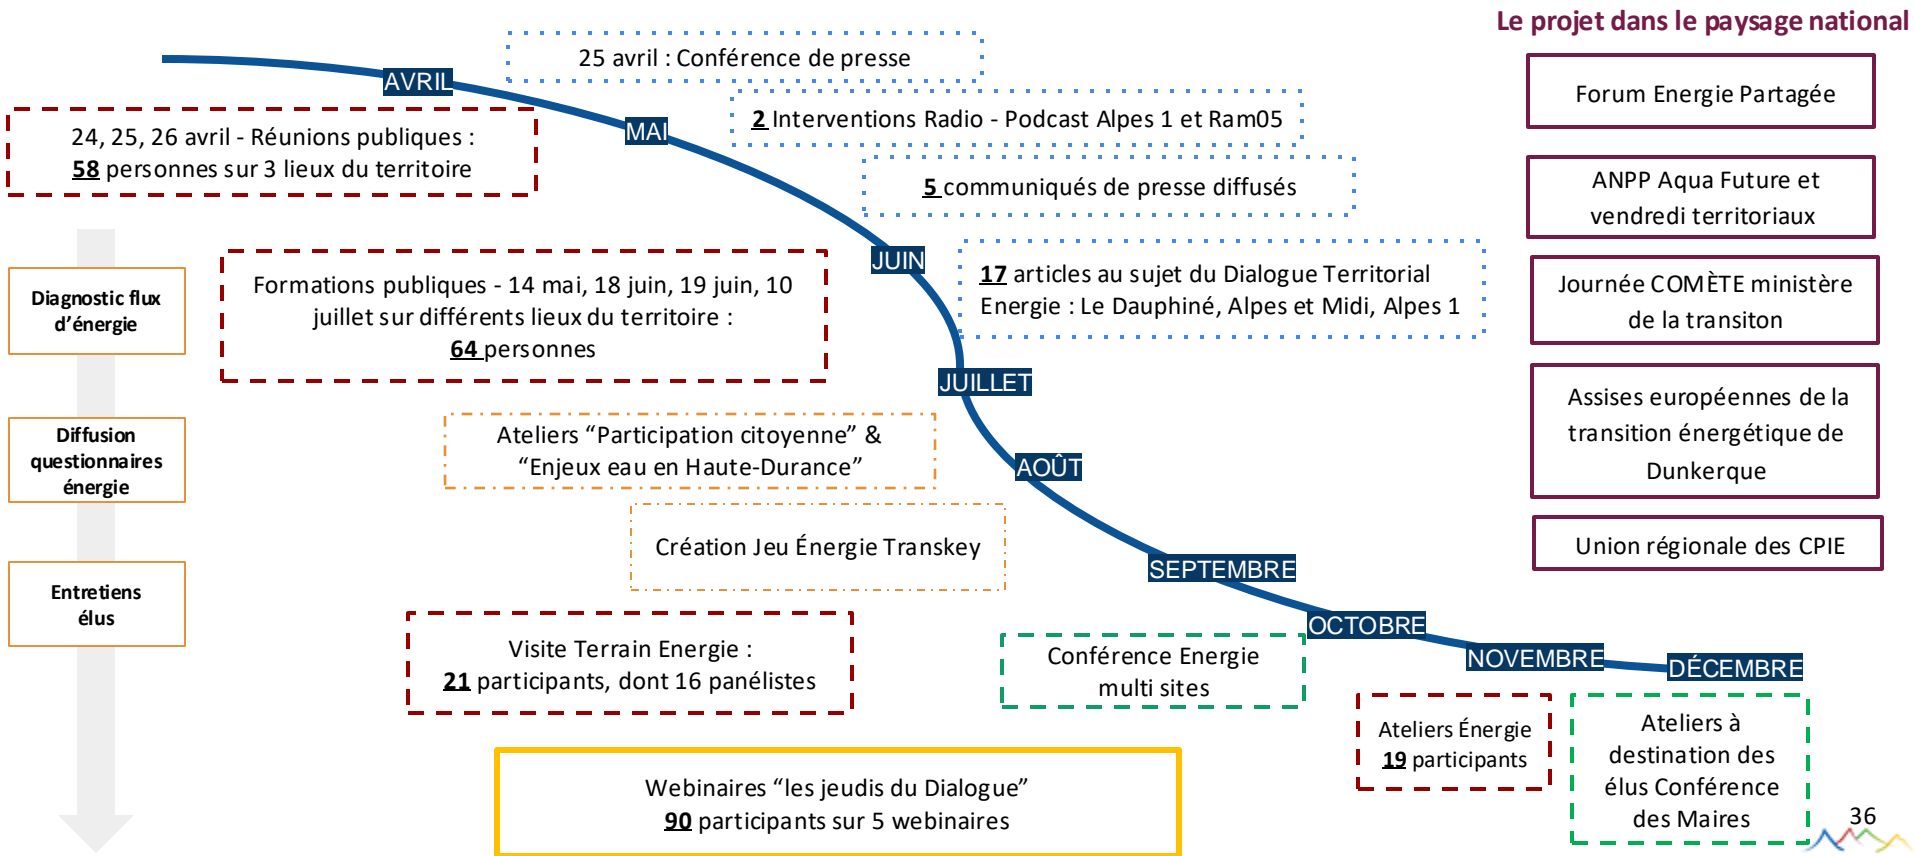 Le projet dans le paysage national
25 avril : Conférence de presse
AVRIL
Forum Energie Partagée
2 Interventions Radio - Podcast Alpes 1 et Ram05
MAI
24, 25, 26 avril - Réunions publiques :
58 personnes sur 3 lieux du territoire
5 communiqués de presse diffusés
ANPP Aqua Future et
vendredi territoriaux
JUIN
17 articles au sujet du Dialogue Territorial
Energie : Le Dauphiné, Alpes et Midi, Alpes 1
Formations publiques - 14 mai, 18 juin, 19 juin, 10
juillet sur différents lieux du territoire :
64 personnes
Diagnostic flux
d’énergie
Journée COMÈTE ministère
de la transiton
JUILLET
Assises européennes de la
transition énergétique de
Dunkerque
Ateliers “Participation citoyenne” &
“Enjeux eau en Haute-Durance”
Diffusion
questionnaires
énergie
AOÛT
Création Jeu Énergie Transkey
Union régionale des CPIE
SEPTEMBRE
Entretiens
élus
OCTOBRE
Visite Terrain Energie :
21 participants, dont 16 panélistes
Conférence Energie
multi sites
NOVEMBRE
DÉCEMBRE
Ateliers Énergie
19 participants
Ateliers à
destination des
élus Conférence
des Maires
Webinaires “les jeudis du Dialogue”
90 participants sur 5 webinaires
36